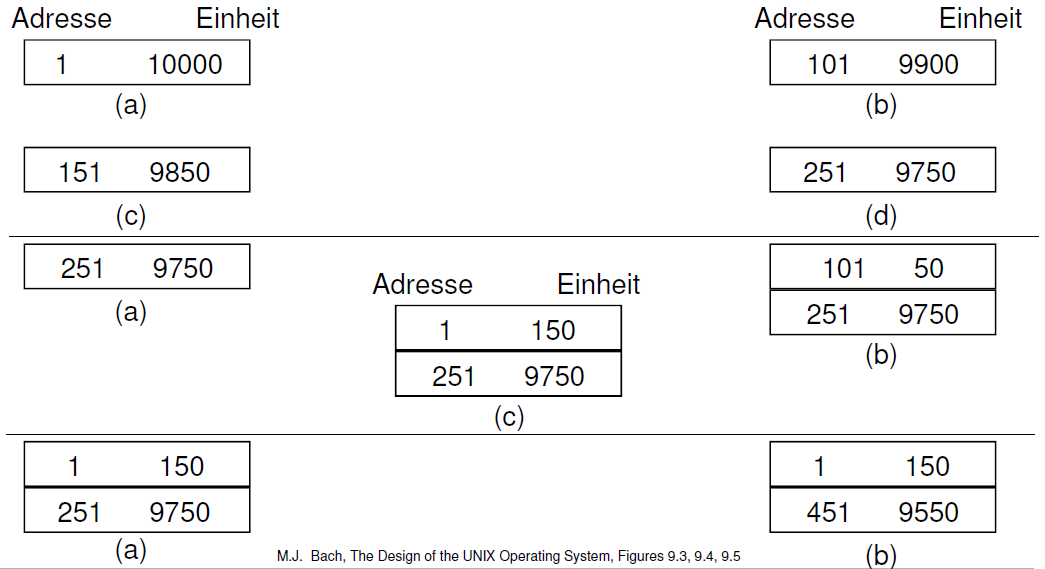 Adresse Einheit
1 10000
(a)
Adresse Einheit
101 9900
(b)
151 9850
(c)
251 9750
(d)
251 9750
(a)
Adresse Einheit
1 150
251 9750
(c)
101 50
251 9750
(b)
1 150
251 9750
(a)
1 150
451 9550
(b)
M.J. Bach, The Design of the UNIX Operating System, Figures 9.3, 9.4, 9.5